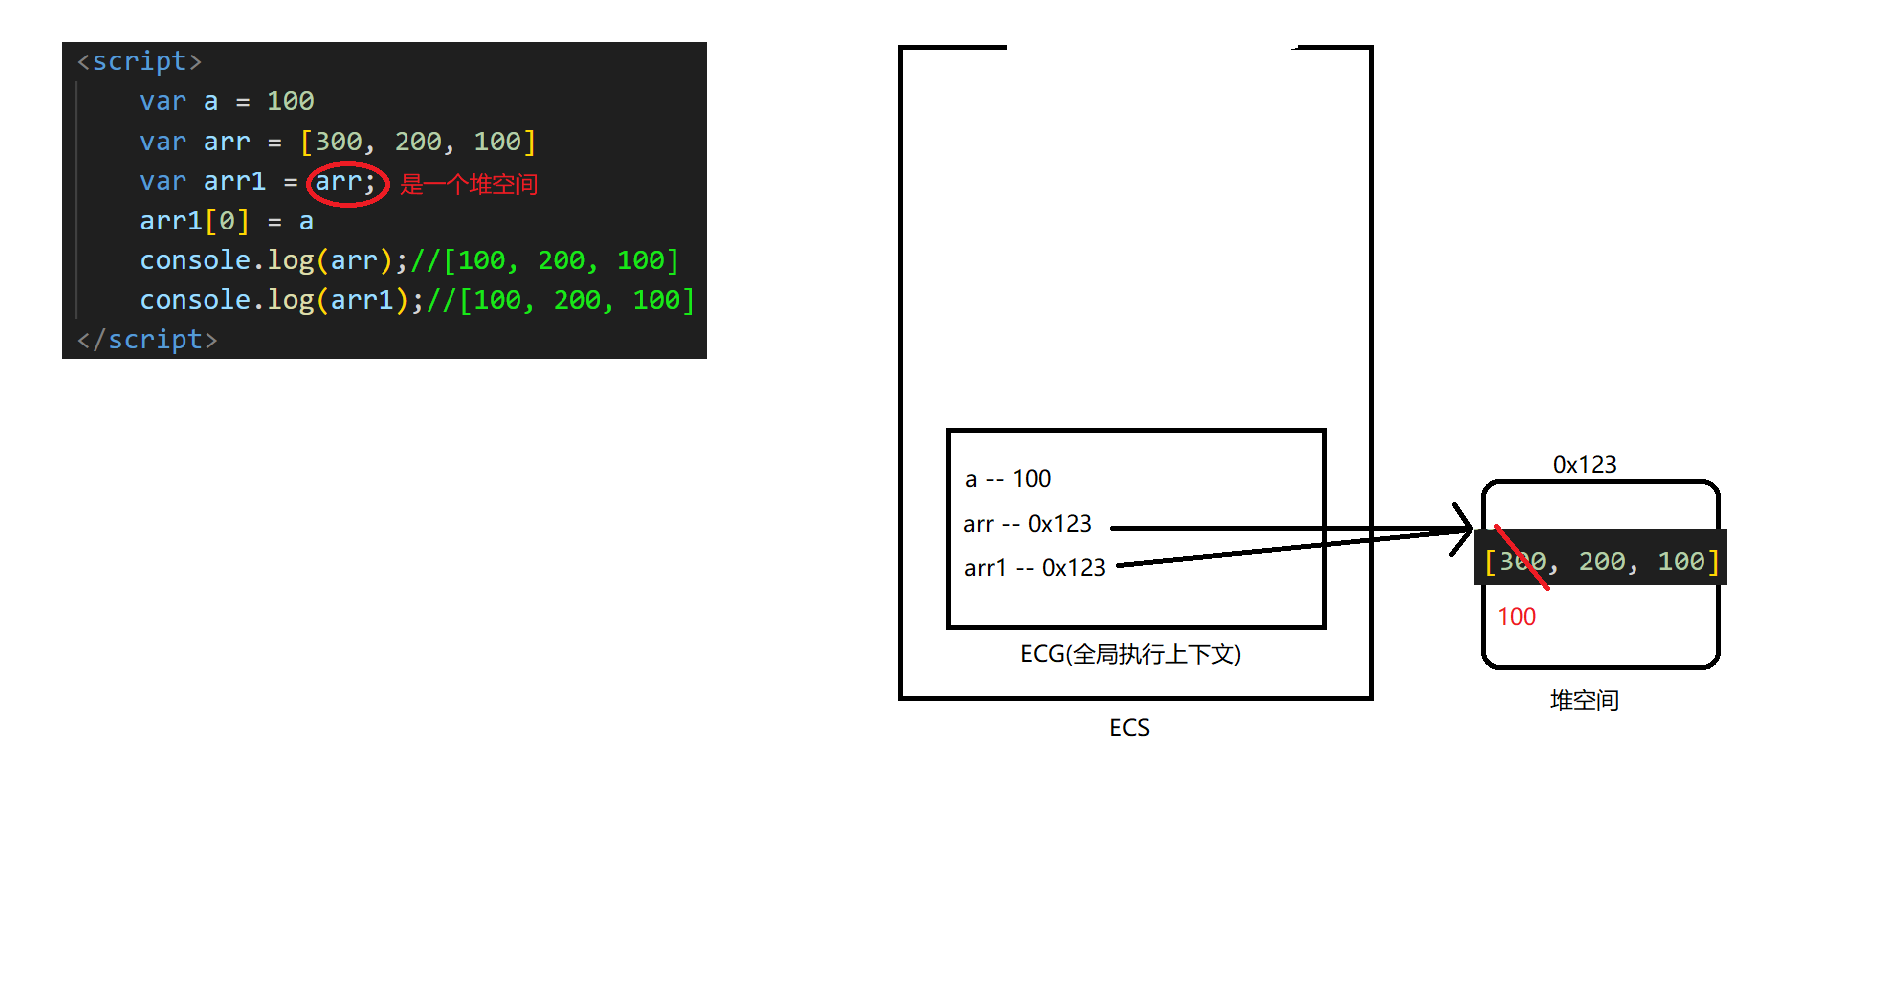 <script>
var a = 100
var arr = [300, 200, 100]
var arr1 = arr; 是一个堆空间
arr1[0] = a
console.log(arr);//[100, 200, 100]
console.log(arr1);//[100, 200, 100]
</script>
a -- 100
arr -- 0x123
arr1 -- 0x123
ECG(全局执行上下文)
ECS
0x123
[300, 200, 100]
100
堆空间